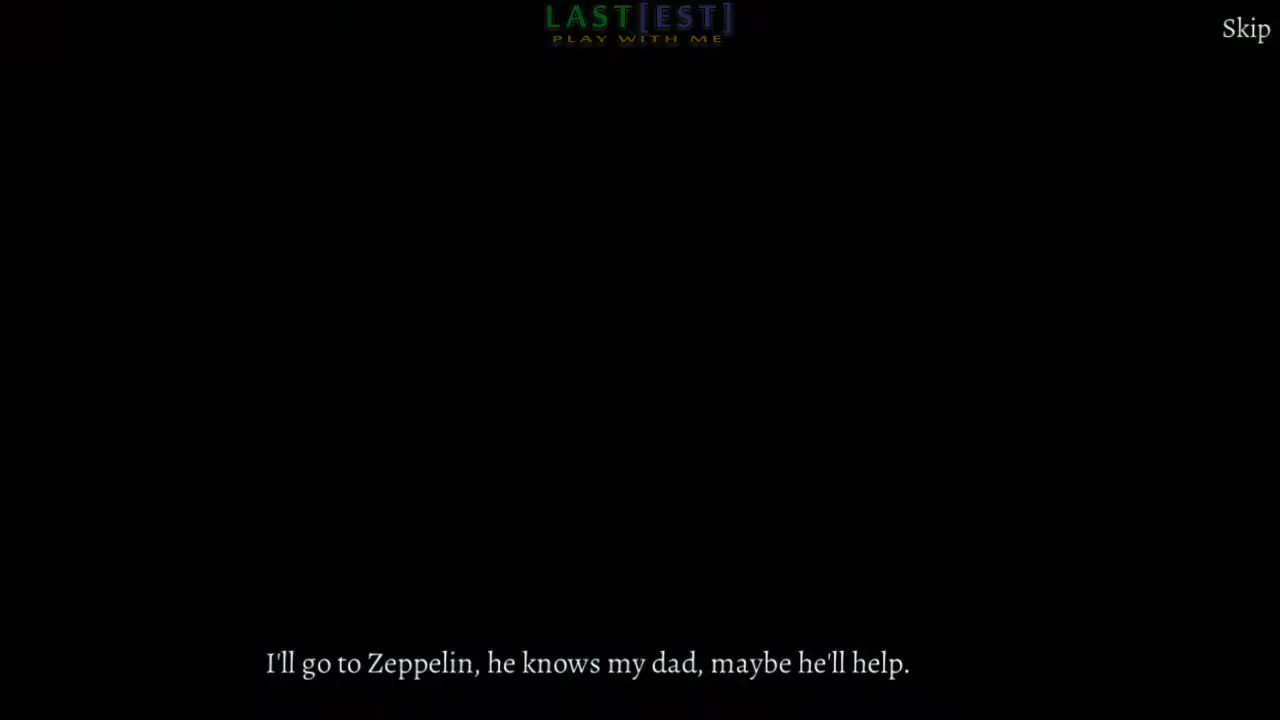 LAST[EST]
PLAY WITH ME
Skip
I'll go to Zeppelin, he knows my dad, maybe he'll help.